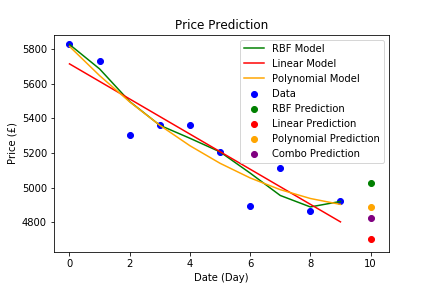 Price Prediction
RBF Model
Linear Model
Polynomial Model
Data
RBF Prediction
Linear Prediction
Polynomial Prediction
Combo Prediction
Price (£)
5800
5600
5400
5200
5000
4800
0 2 4 6 8 10
Date (Day)